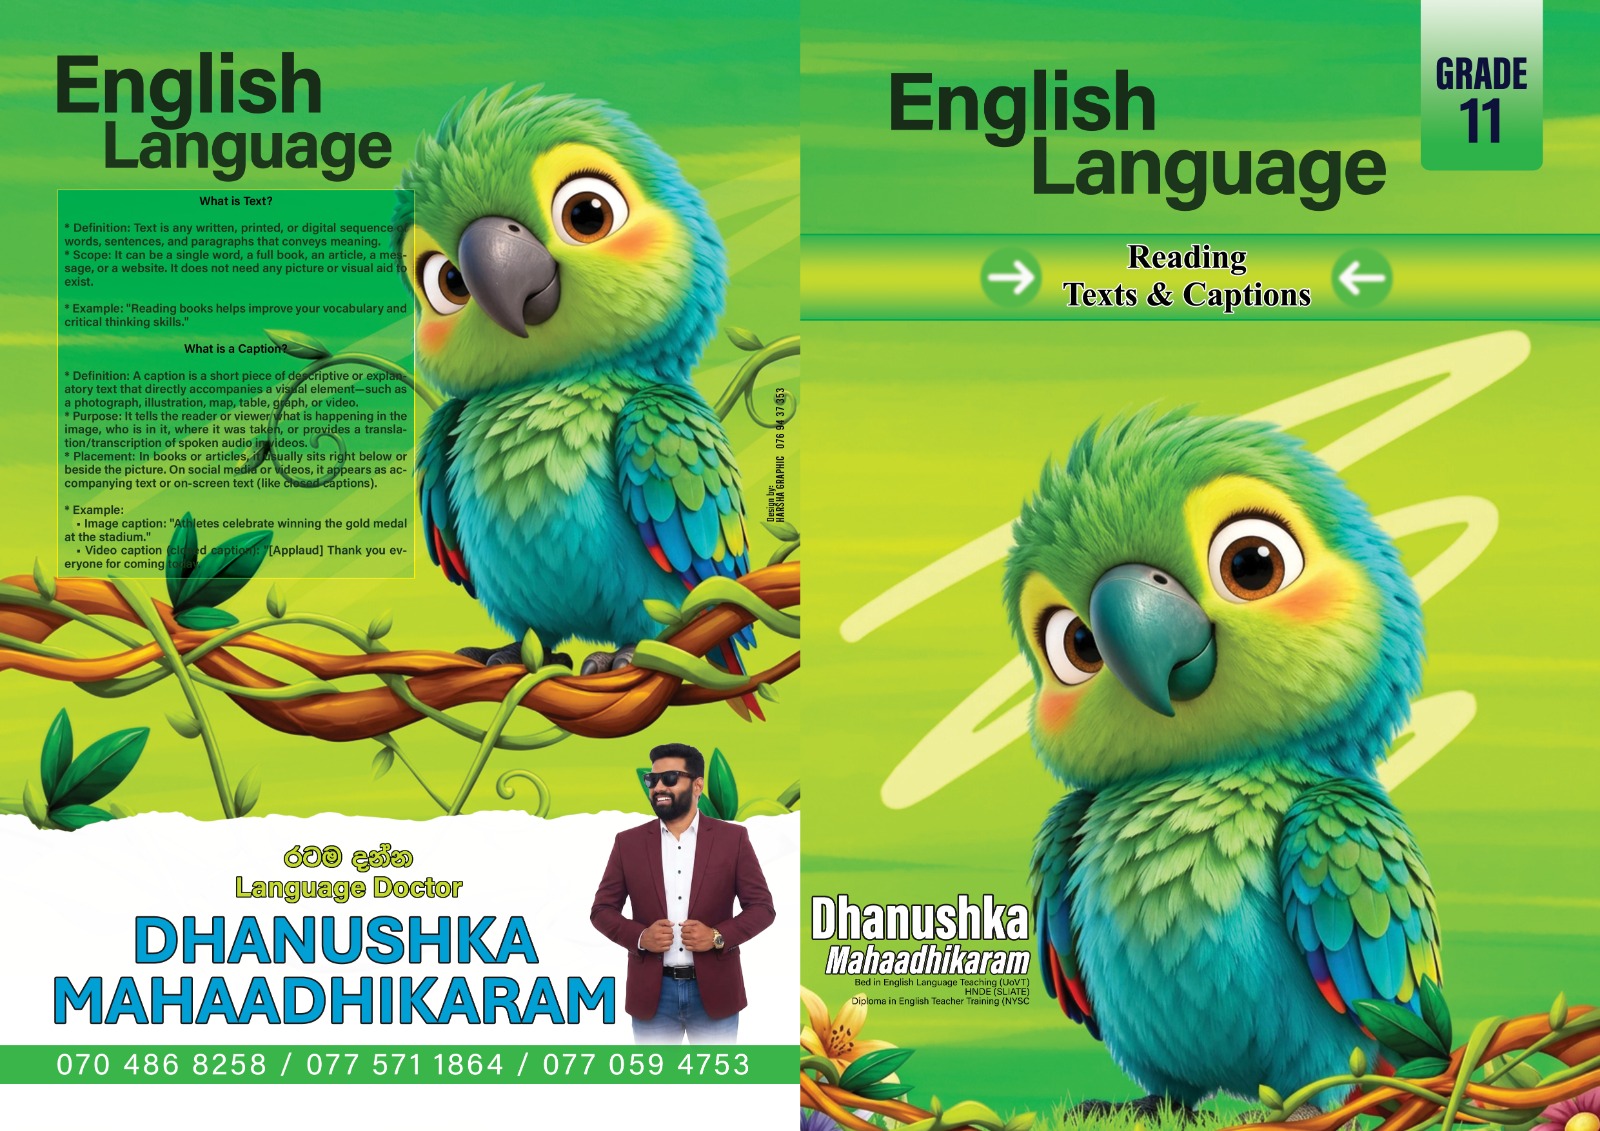 English
Language
What is Text?
* Definition: Text is any written, printed, or digital sequence of
words, sentences, and paragraphs that conveys meaning.
* Scope: It can be a single word, a full book, an article, a mes-
sage, or a website. It does not need any picture or visual aid to
exist.
* Example: "Reading books helps improve your vocabulary and
critical thinking skills."
What is a Caption?
* Definition: A caption is a short piece of descriptive or explan-
atory text that directly accompanies a visual element—such as
a photograph, illustration, map, table, graph, or video.
* Purpose: It tells the reader or viewer what is happening in the
image, who is in it, where it was taken, or provides a transla-
tion/transcription of spoken audio in videos.
* Placement: In books or articles, it usually sits right below or
beside the picture. On social media or videos, it appears as ac-
companying text or on-screen text (like closed captions).
* Example:
• Image caption: "Athletes celebrate winning the gold medal
at the stadium."
• Video caption (closed caption): "[Applaud] Thank you ev-
eryone for coming today.
Design by:
HARSHA GRAPHIC 076 94 37 353
රටම දන්න
Language Doctor
DHANUSHKA
MAHAADHIKARAM
070 486 8258 / 077 571 1864 / 077 059 4753
GRADE
11
English
Language
Reading
Texts & Captions
Dhanushka
Mahaadhikaram
Bed in English Language Teaching (UoVT)
HNDE (SLIATE)
Diploma in English Teacher Training (NYSC